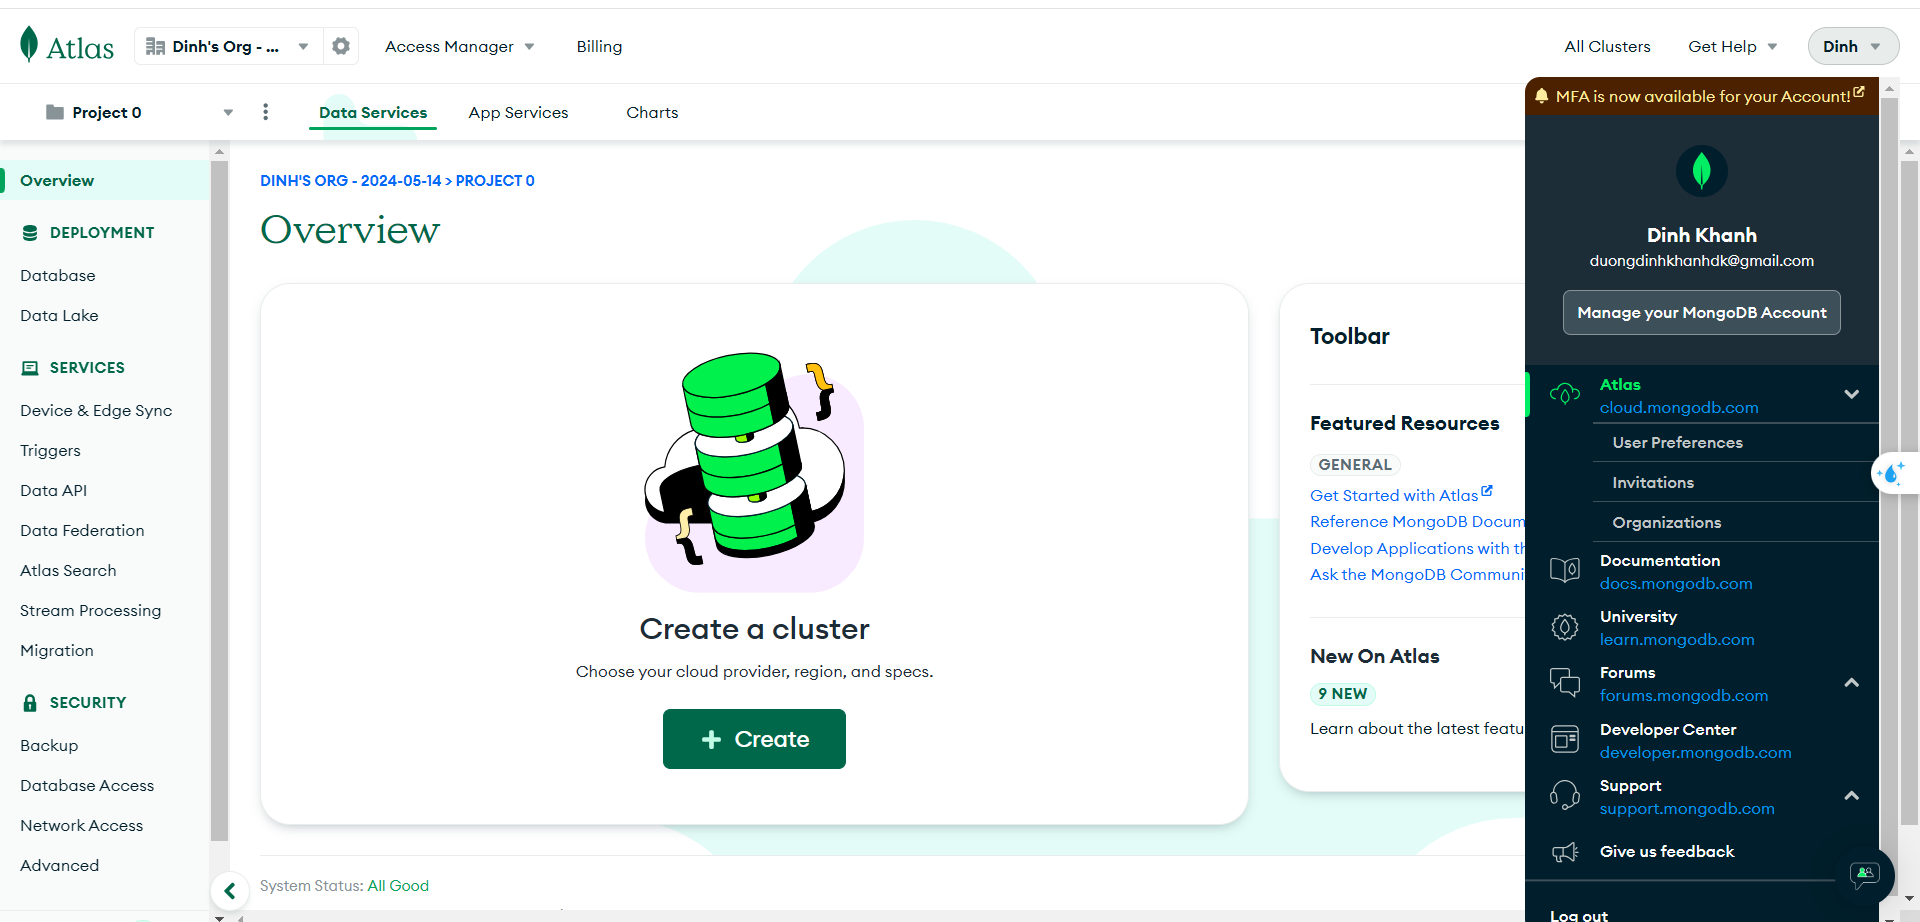 Atlas
Dinh's Org - ...
Access Manager
Billing
All Clusters
Get Help
Dinh
Project 0
Data Services
App Services
Charts
Overview
DEPLOYMENT
Database
Data Lake
SERVICES
Device & Edge Sync
Triggers
Data API
Data Federation
Atlas Search
Stream Processing
Migration
SECURITY
Backup
Database Access
Network Access
Advanced
DINH'S ORG - 2024-05-14 > PROJECT 0
Overview
Create a cluster
Choose your cloud provider, region, and specs.
+ Create
System Status: All Good
Toolbar
Featured Resources
GENERAL
Get Started with Atlas
Reference MongoDB Docum
Develop Applications with th
Ask the MongoDB Communi
New On Atlas
9 NEW
Learn about the latest featu
MFA is now available for your Account!
Dinh Khanh
duongdinhkhanhdk@gmail.com
Manage your MongoDB Account
Atlas
cloud.mongodb.com
User Preferences
Invitations
Organizations
Documentation
docs.mongodb.com
University
learn.mongodb.com
Forums
forums.mongodb.com
Developer Center
developer.mongodb.com
Support
support.mongodb.com
Give us feedback
Log out